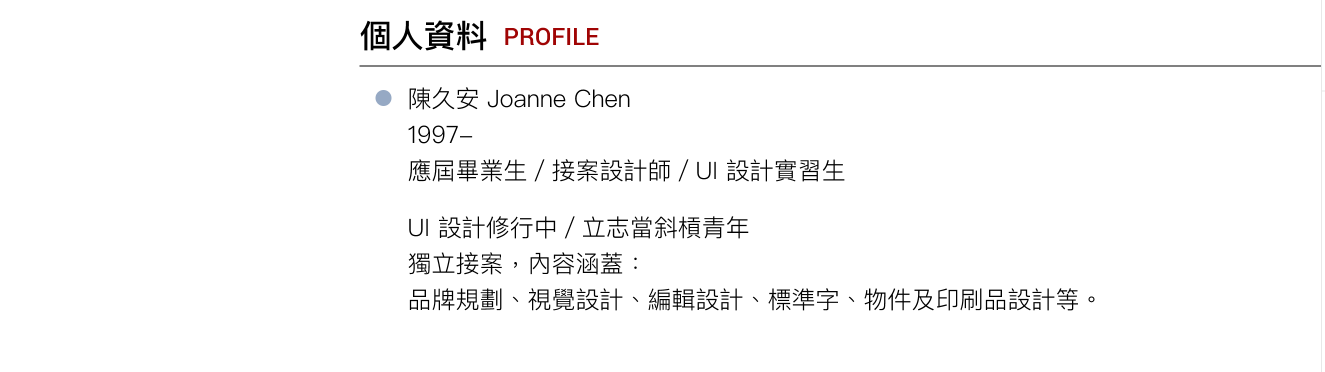 個人資料 PROFILE
陳久安 Joanne Chen
1997–
應屆畢業生 / 接案設計師 / UI 設計實習生
UI 設計修行中 / 立志當斜槓青年
獨立接案，內容涵蓋：
品牌規劃、視覺設計、編輯設計、標準字、物件及印刷品設計等。